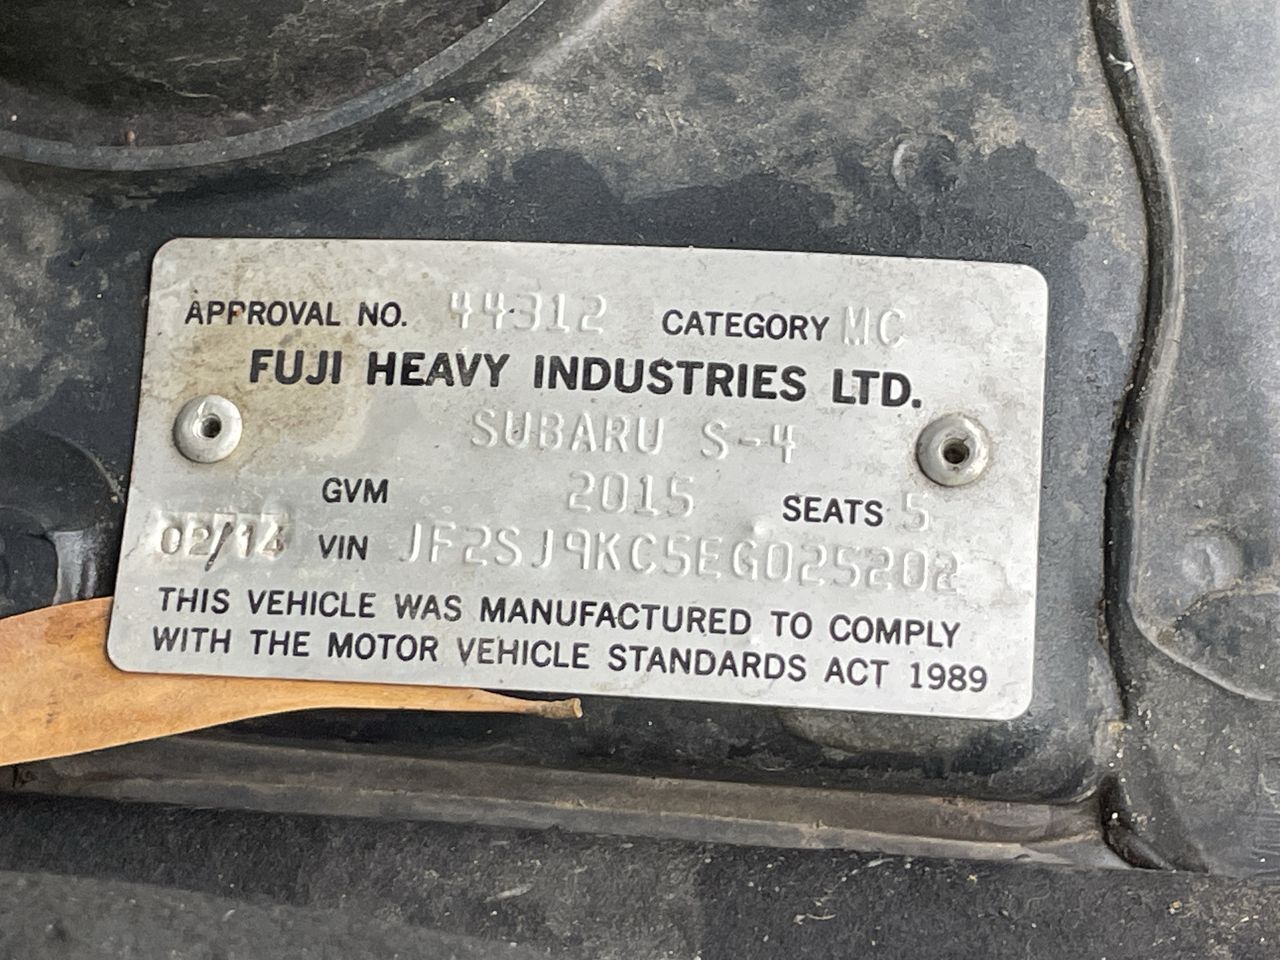 APPROVAL NO. 44312 CATEGORY MC
FUJI HEAVY INDUSTRIES LTD.
SUBARU S-4
GVM 2015 SEATS 5
02/14 VIN JF2SJ9KC5EG025202
THIS VEHICLE WAS MANUFACTURED TO COMPLY
WITH THE MOTOR VEHICLE STANDARDS ACT 1989